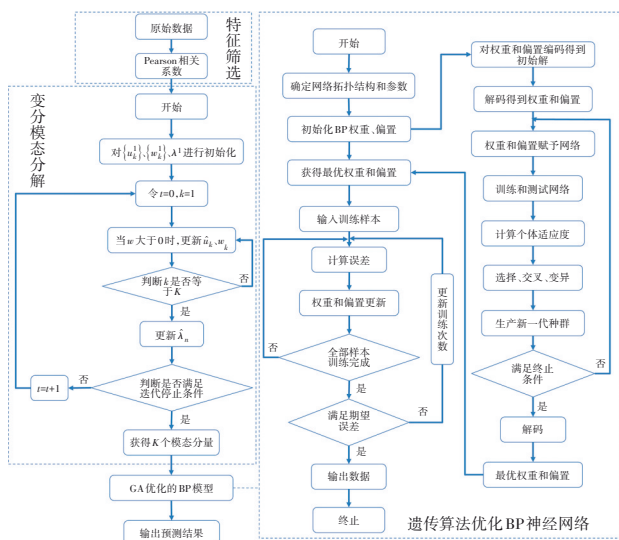 原始数据
Pearson 相关
系数
特征筛选
变分模态分解
开始
对{u_k^1}、{w_k^1}、λ^1进行初始化
令t=0,k=1
当w大于0时,更新û_k、w_k
判断k是否等
于K
否
是
更新λ̂_u
判断是否满足
迭代停止条件
否
t=t+1
是
获得K个模态分量
GA优化的BP模型
输出预测结果
开始
确定网络拓扑结构和参数
初始化BP权重、偏置
获得最优权重和偏置
输入训练样本
计算误差
权重和偏置更新
全部样本
训练完成
否
是
满足期望
误差
否
更新训练次数
是
输出数据
终止
对权重和偏置编码得到
初始解
解码得到权重和偏置
权重和偏置赋予网络
训练和测试网络
计算个体适应度
选择、交叉、变异
生产新一代种群
满足终止
条件
否
是
解码
最优权重和偏置
遗传算法优化BP神经网络